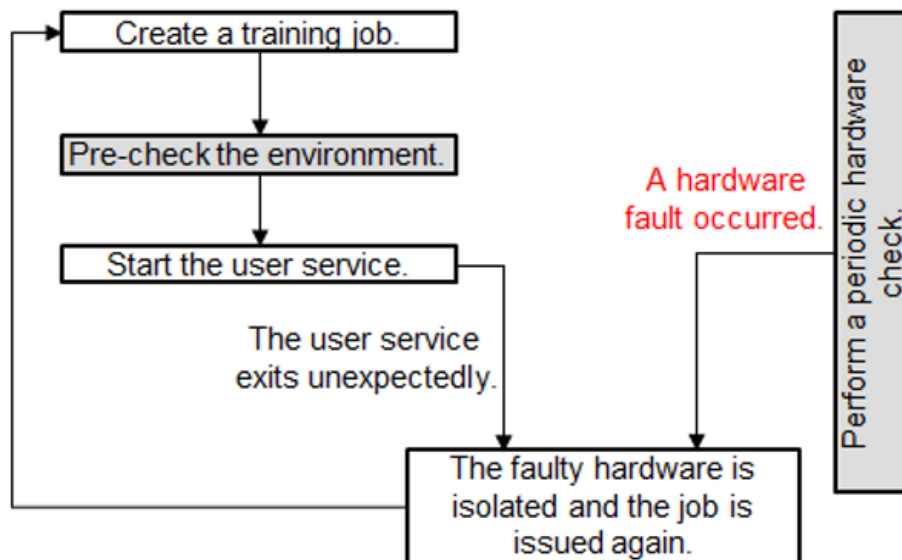 Create a training job.
Pre-check the environment.
Start the user service.
The user service
exits unexpectedly.
A hardware
fault occurred.
Perform a periodic hardware
check.
The faulty hardware is
isolated and the job is
issued again.